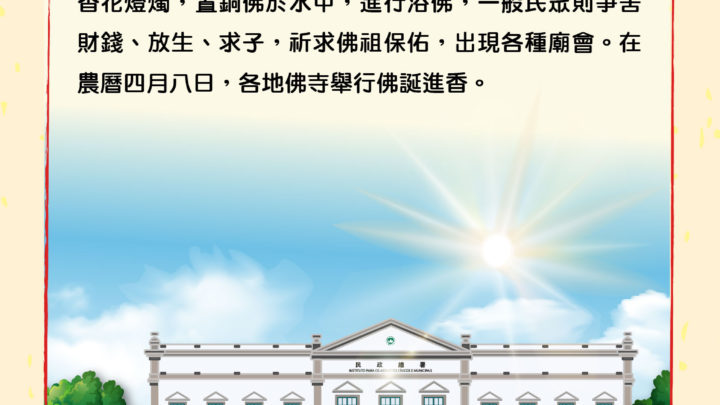 香花燈燭，置銅佛於水中，進行浴佛，一般民眾則爭舍
財錢、放生、求子，祈求佛祖保佑，出現各種廟會。在
農曆四月八日，各地佛寺舉行佛誕進香。
民政總署
INSTITUTO PARA OS ASSUNTOS CÍVICOS E MUNICIPAIS